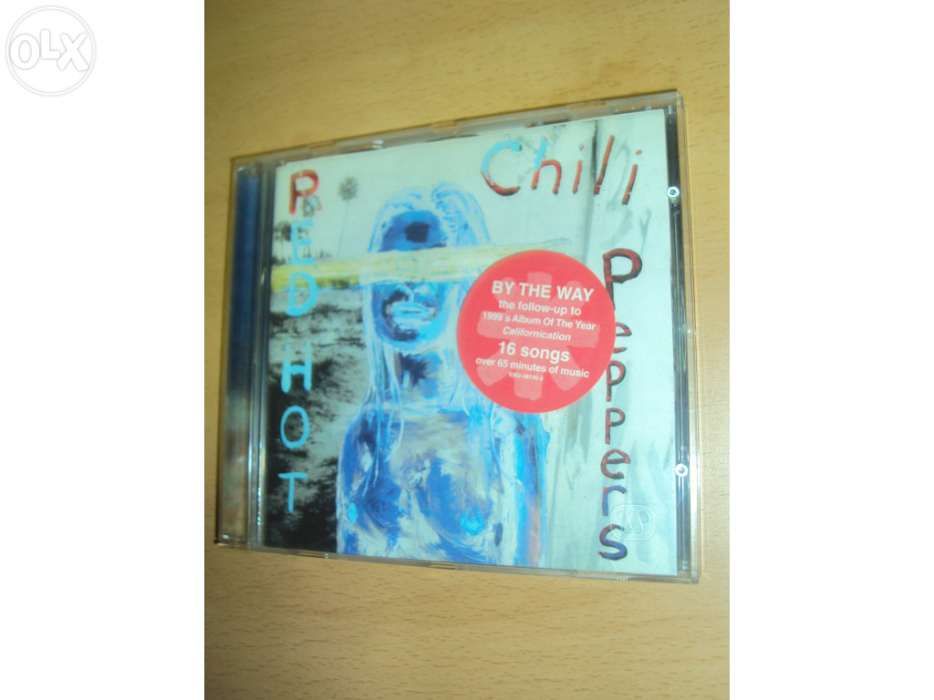 OLX
RED HOT
Chili
Peppers
BY THE WAY
the follow-up to
1999's Album Of The Year
Californication
16 songs
over 65 minutes of music